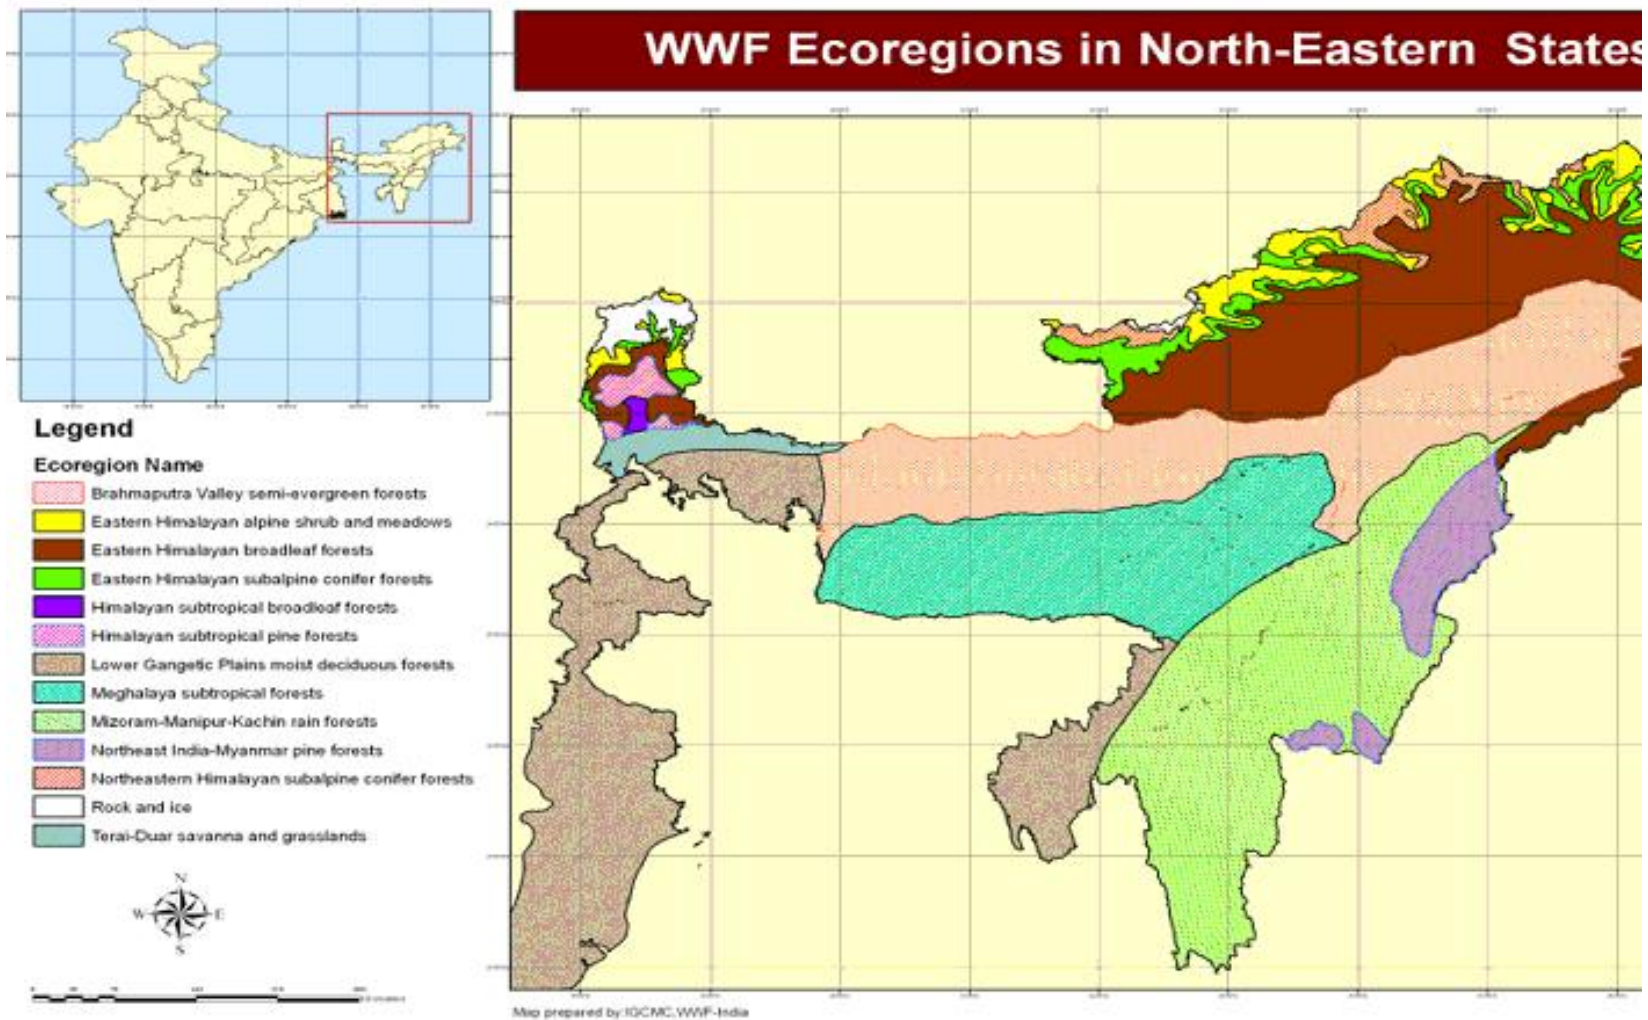 WWF Ecoregions in North-Eastern States
Legend
Ecoregion Name
Brahmaputra Valley semi-evergreen forests
Eastern Himalayan alpine shrub and meadows
Eastern Himalayan broadleaf forests
Eastern Himalayan subalpine conifer forests
Himalayan subtropical broadleaf forests
Himalayan subtropical pine forests
Lower Gangetic Plains moist deciduous forests
Meghalaya subtropical forests
Mizoram-Manipur-Kachin rain forests
Northeast India-Myanmar pine forests
Northeastern Himalayan subalpine conifer forests
Rock and ice
Terai-Duar savanna and grasslands
N
W E
S
Map prepared by:IGCMC,WWF-India